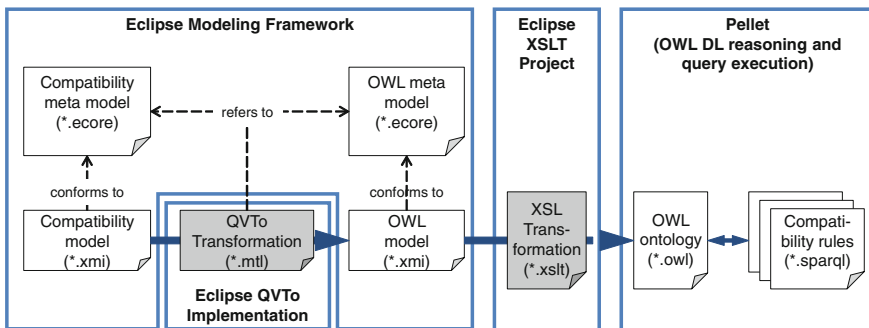 Eclipse Modeling Framework
Eclipse
XSLT
Project
Pellet
(OWL DL reasoning and
query execution)
Compatibility
meta model
(*.ecore)
refers to
OWL meta
model
(*.ecore)
conforms to
conforms to
Compatibility
model
(*.xmi)
QVTo
Transformation
(*.mtl)
OWL
model
(*.xmi)
XSL
Trans-
formation
(*.xslt)
OWL
ontology
(*.owl)
Compati-
bility rules
(*.sparql)
Eclipse QVTo
Implementation